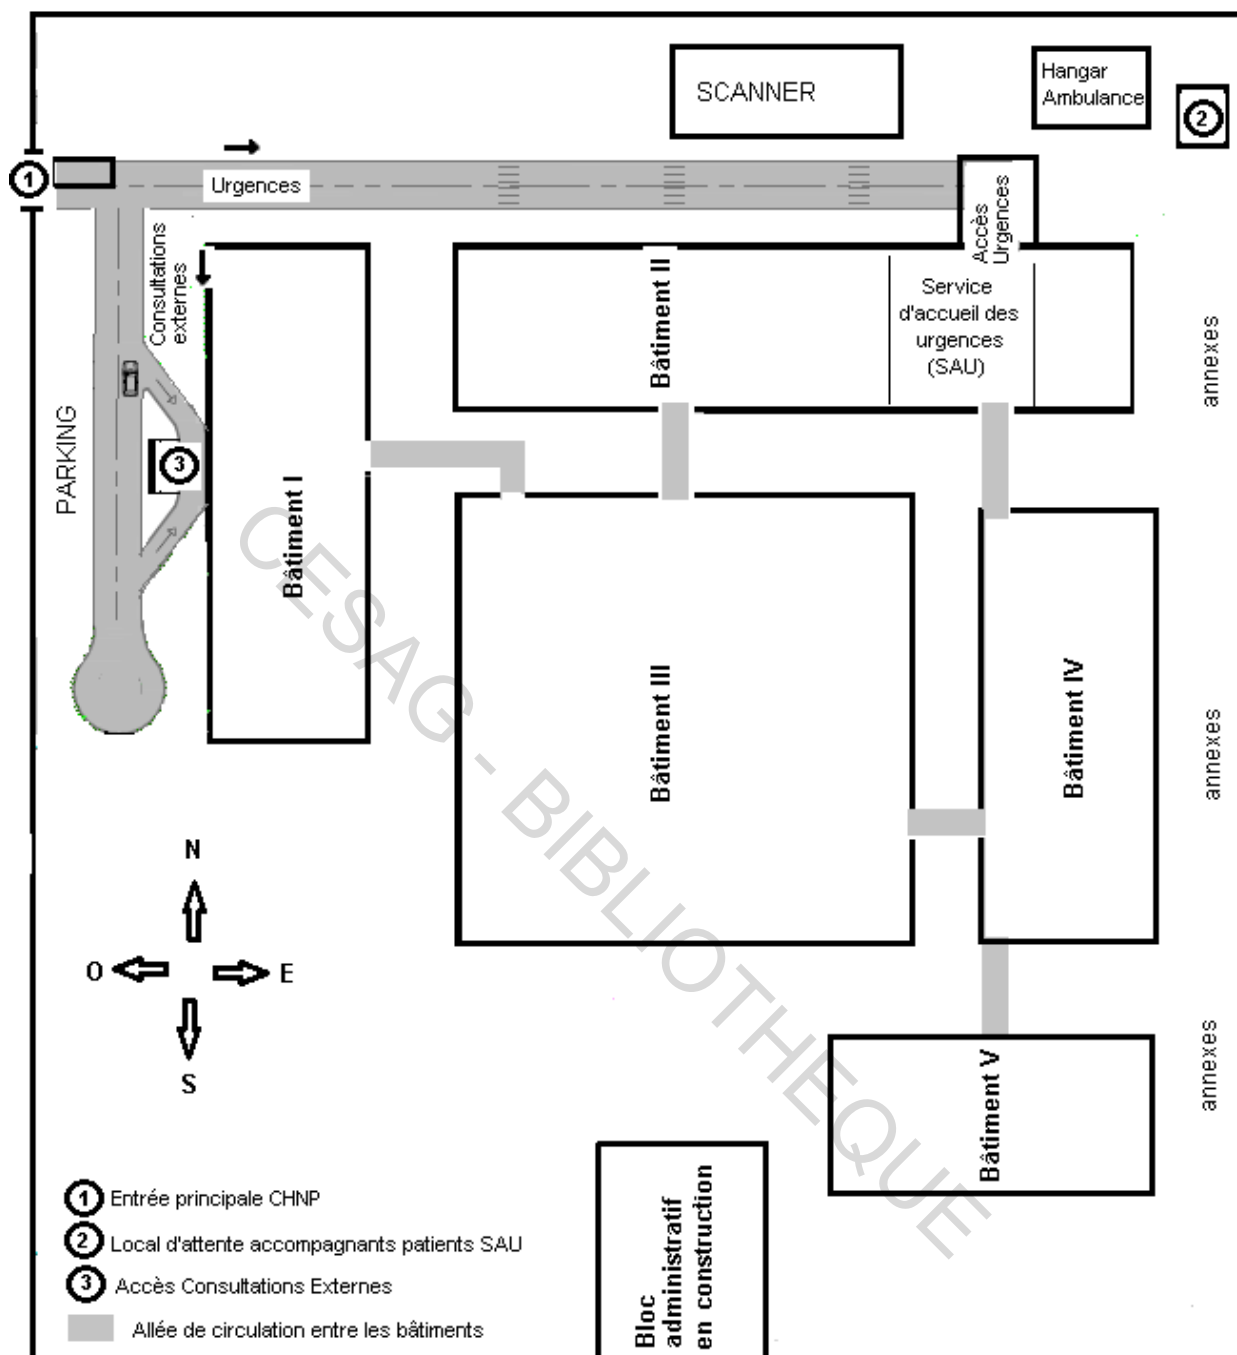 SCANNER
Hangar
Ambulance
2
1
Urgences
Accès
Urgences
Consultations
externes
Bâtiment II
Service
d'accueil des
urgences
(SAU)
annexes
PARKING
3
Bâtiment I
Bâtiment III
Bâtiment IV
annexes
N
O
E
S
Bâtiment V
annexes
Bloc
administratif
en construction
1 Entrée principale CHNP
2 Local d'attente accompagnants patients SAU
3 Accès Consultations Externes
Allée de circulation entre les bâtiments
CESAG - BIBLIOTHEQUE